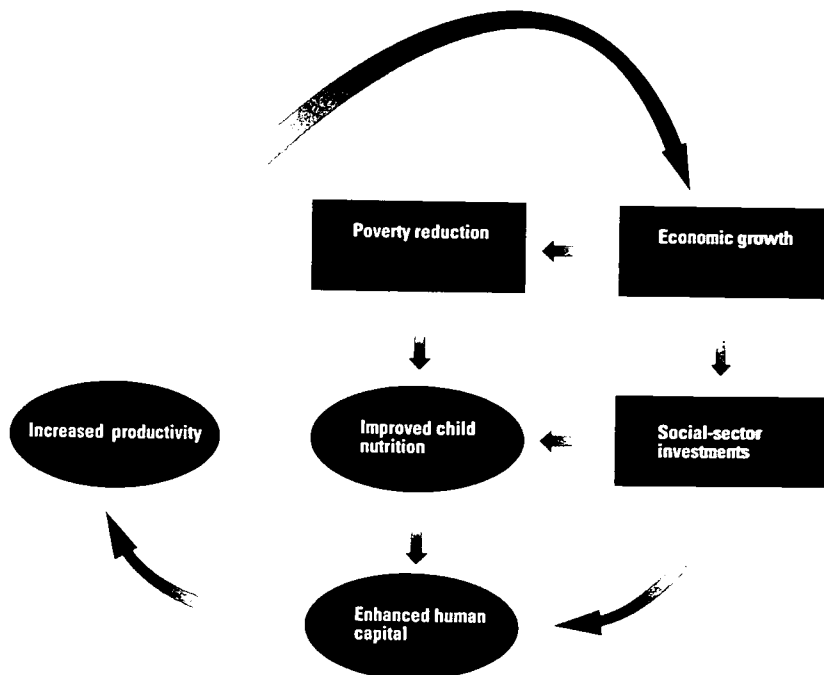 Poverty reduction
Economic growth
Increased productivity
Improved child
nutrition
Social-sector
investments
Enhanced human
capital